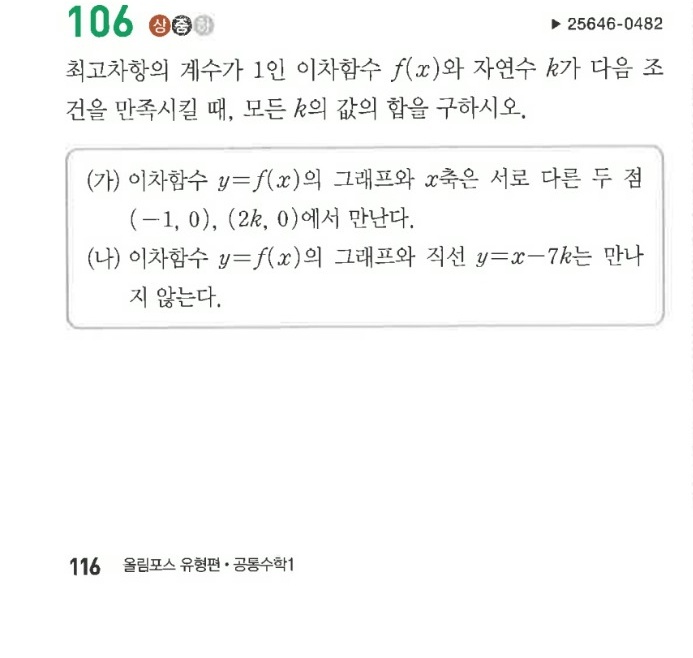 106 상 중 하 ▶ 25646-0482
최고차항의 계수가 1인 이차함수 f(x)와 자연수 k가 다음 조
건을 만족시킬 때, 모든 k의 값의 합을 구하시오.
(가) 이차함수 y=f(x)의 그래프와 x축은 서로 다른 두 점
(-1, 0), (2k, 0)에서 만난다.
(나) 이차함수 y=f(x)의 그래프와 직선 y=x-7k는 만나
지 않는다.
116 올림포스 유형편 • 공통수학1